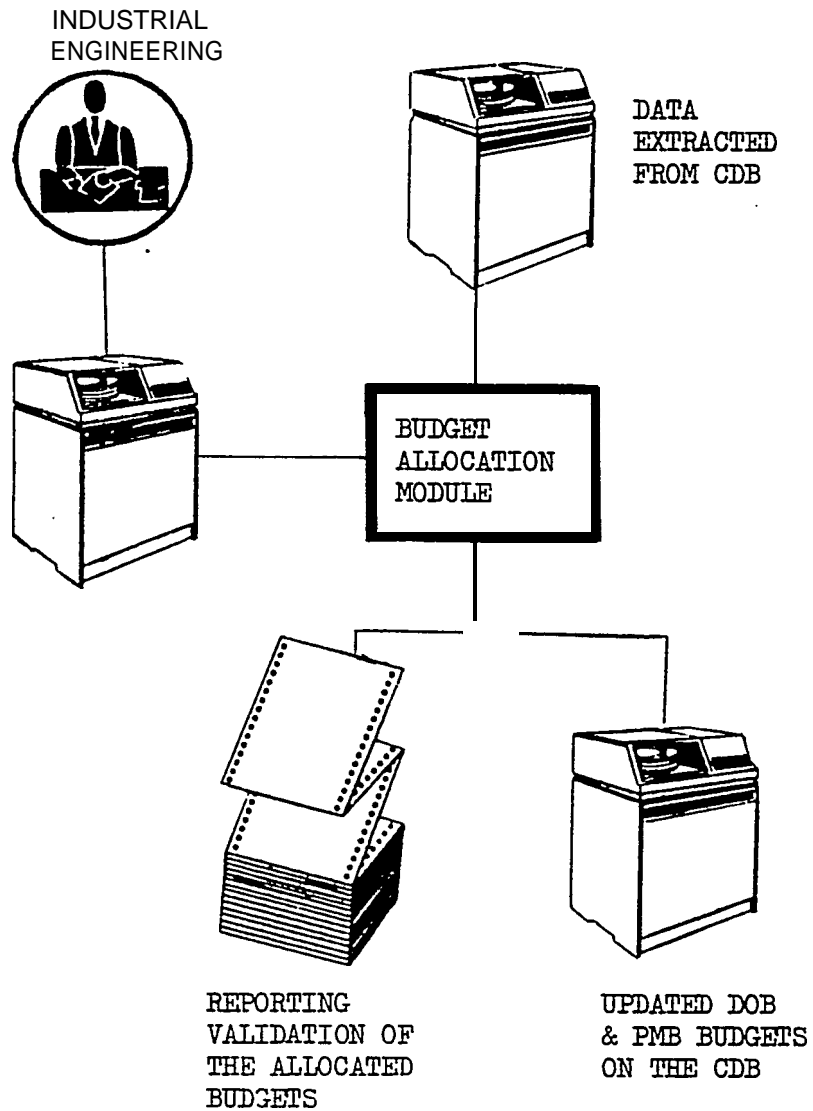 INDUSTRIAL
ENGINEERING
DATA
EXTRACTED
FROM CDB
BUDGET
ALLOCATION
MODULE
REPORTING
VALIDATION OF
THE ALLOCATED
BUDGETS
UPDATED DOB
& PMB BUDGETS
ON THE CDB